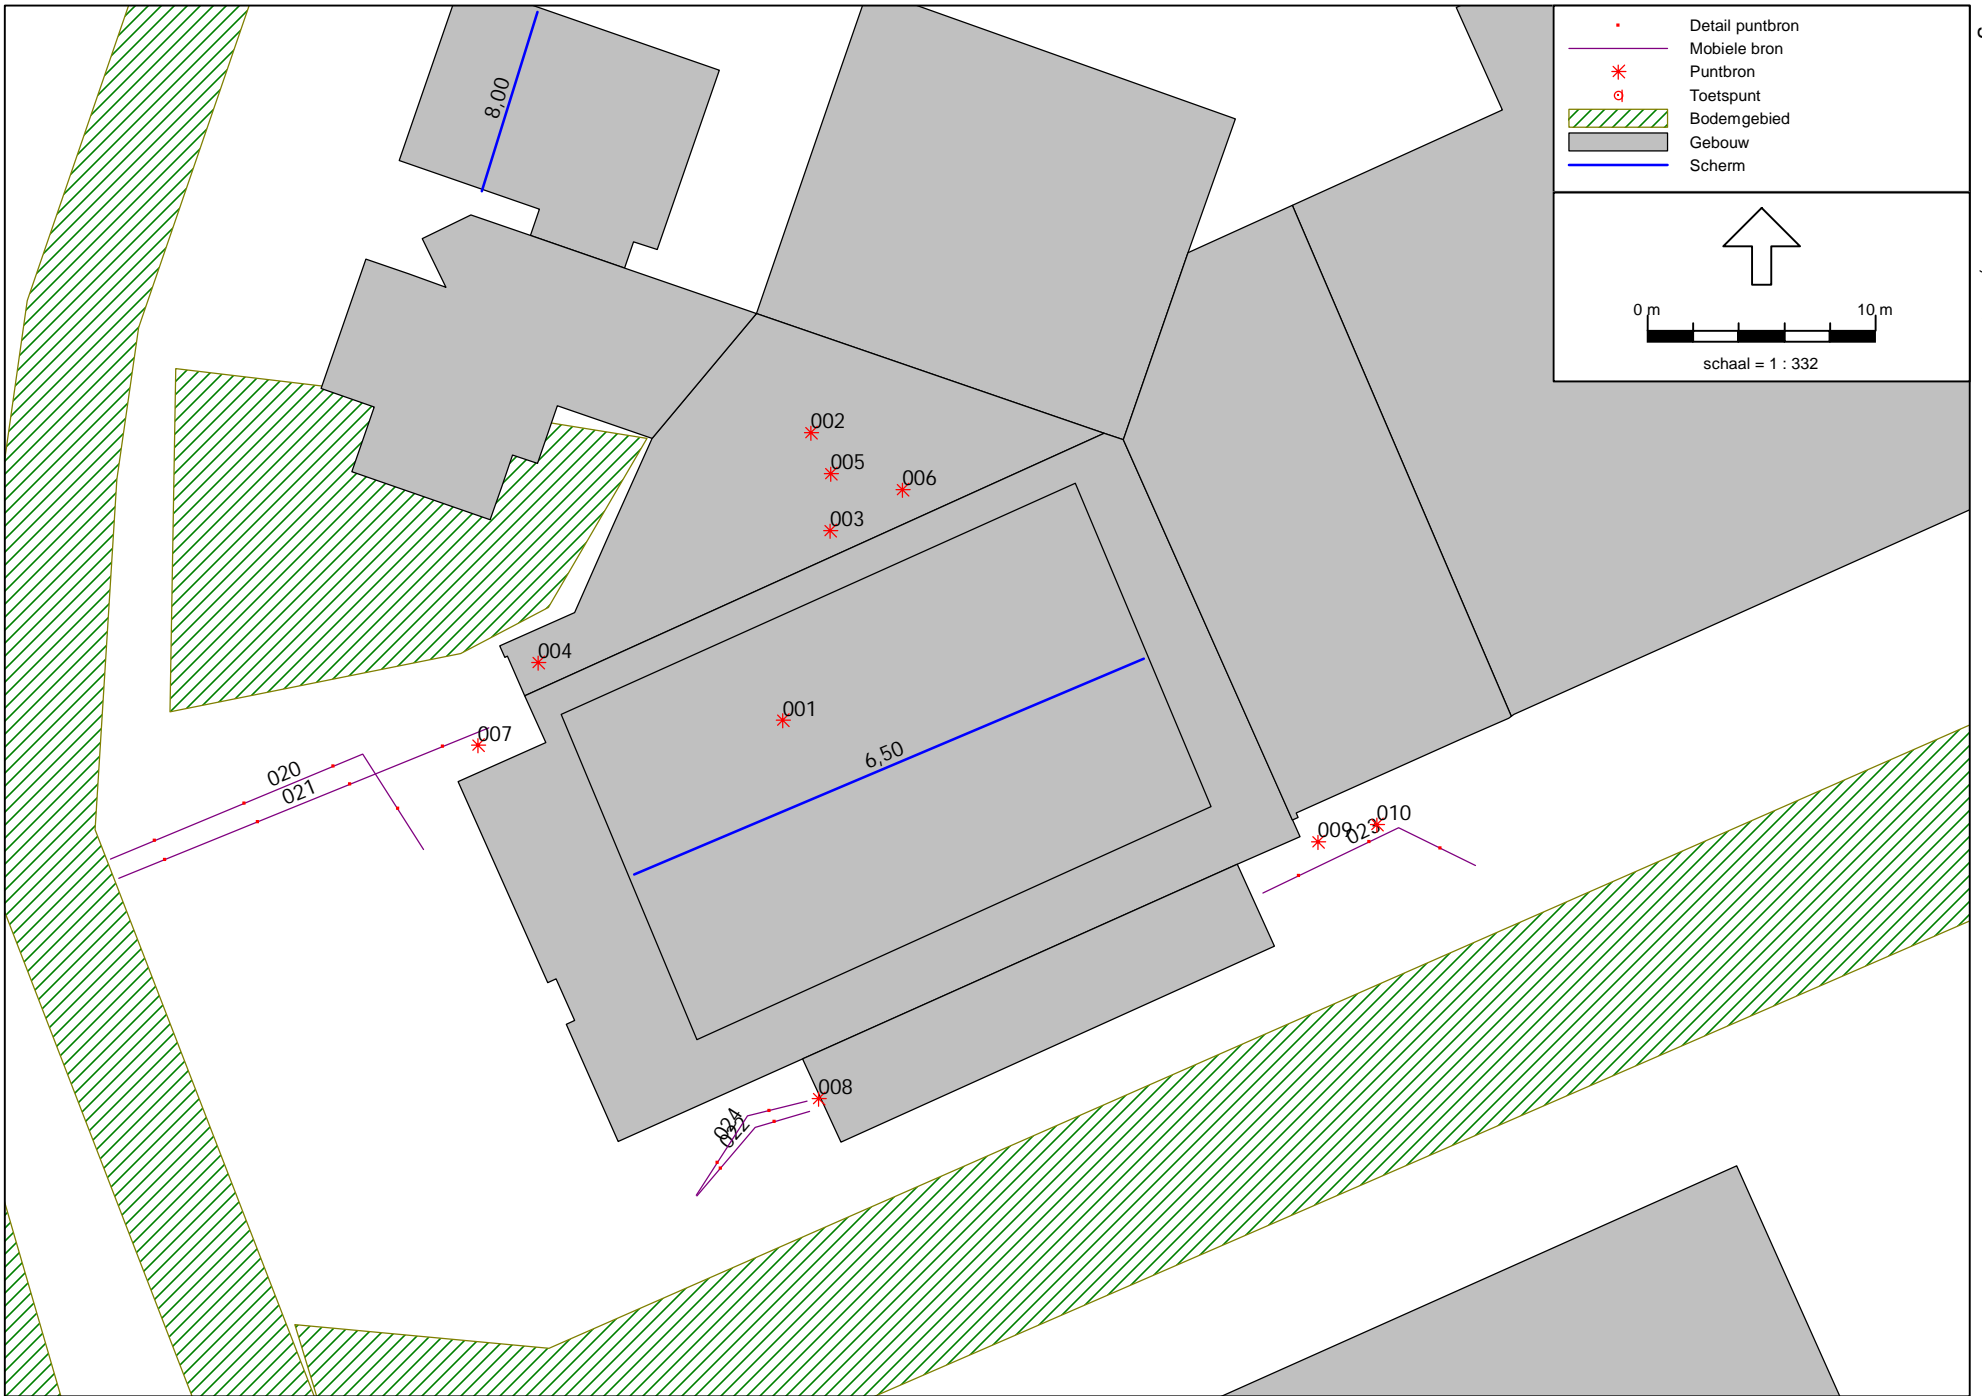 Detail puntbron
Mobiele bron
Puntbron
Toetspunt
Bodemgebied
Gebouw
Scherm
0 m 10 m
schaal = 1 : 332
8,00
002
005
006
003
004
001
007
6,50
020
021
010
009
023
008
024
022